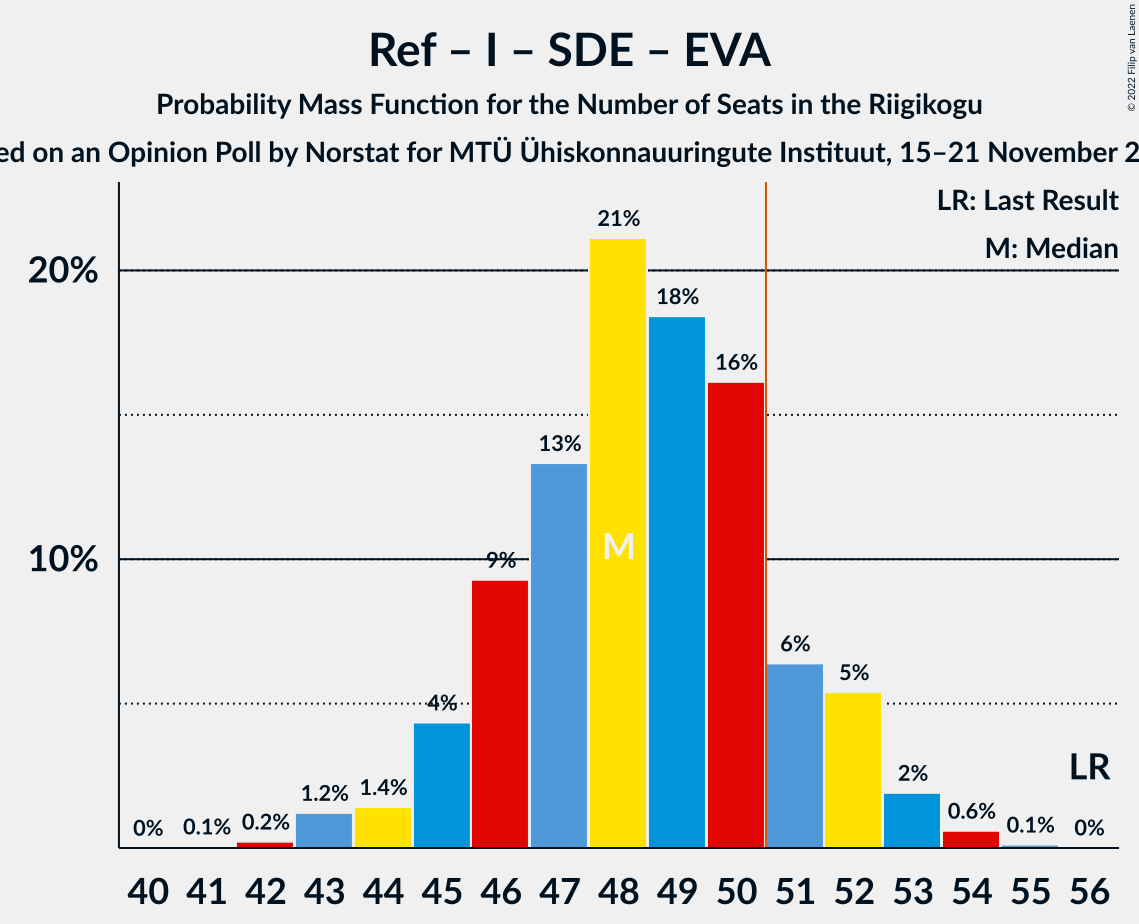 Ref – I – SDE – EVA
Probability Mass Function for the Number of Seats in the Riigikogu
ed on an Opinion Poll by Norstat for MTÜ Ühiskonnauuringute Instituut, 15–21 November 2
© 2022 Filip van Laenen
LR: Last Result
M: Median
20%
10%
0% 0.1% 0.2% 1.2% 1.4% 4% 9% 13% 21% 18% 16% 6% 5% 2% 0.6% 0.1% 0%
M
LR
40 41 42 43 44 45 46 47 48 49 50 51 52 53 54 55 56